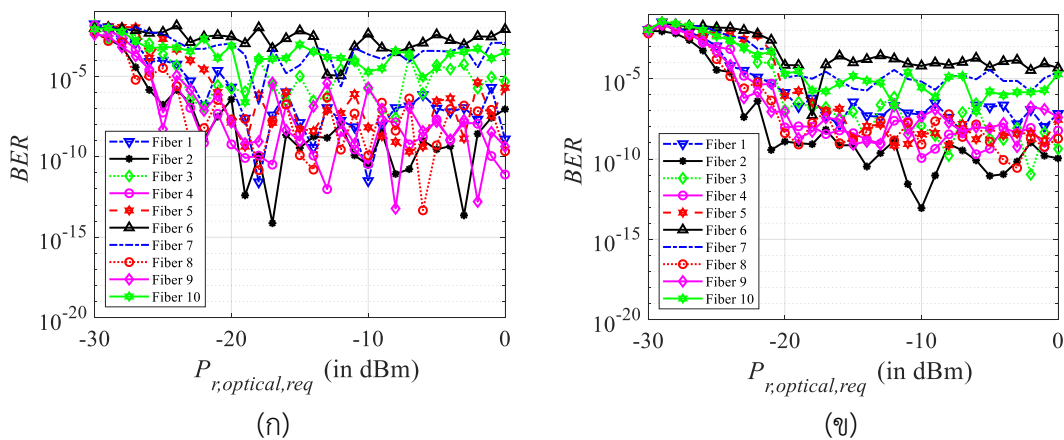 10^-5
10^-10
10^-15
10^-20
BER
Fiber 1
Fiber 2
Fiber 3
Fiber 4
Fiber 5
Fiber 6
Fiber 7
Fiber 8
Fiber 9
Fiber 10
-30 -20 -10 0
P_r,optical,req (in dBm)
(ก)
10^-5
10^-10
10^-15
10^-20
BER
Fiber 1
Fiber 2
Fiber 3
Fiber 4
Fiber 5
Fiber 6
Fiber 7
Fiber 8
Fiber 9
Fiber 10
-30 -20 -10 0
P_r,optical,req (in dBm)
(ข)